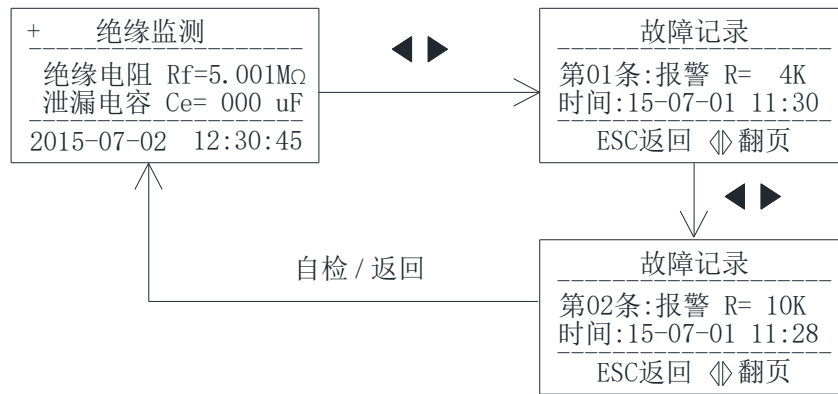 + 绝缘监测
绝缘电阻 Rf=5.001MΩ
泄漏电容 Ce= 000 uF
2015-07-02 12:30:45
故障记录
第01条:报警 R= 4K
时间:15-07-01 11:30
ESC返回 翻页
故障记录
第02条:报警 R= 10K
时间:15-07-01 11:28
ESC返回 翻页
自检/返回